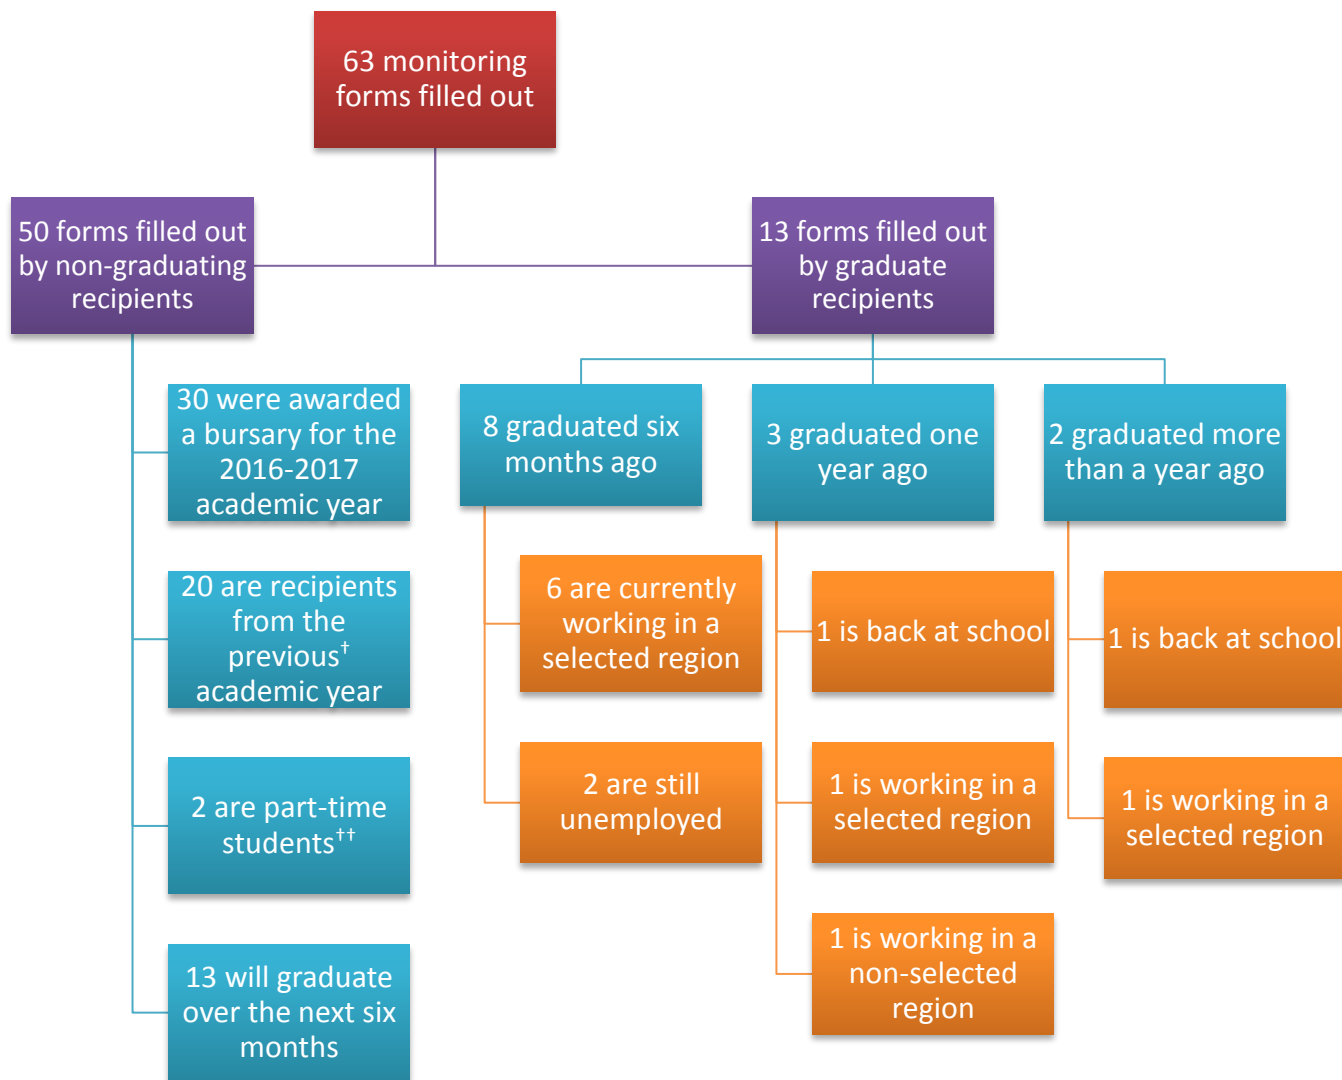 63 monitoring
forms filled out
50 forms filled out
by non-graduating
recipients
13 forms filled out
by graduate
recipients
30 were awarded
a bursary for the
2016-2017
academic year
20 are recipients
from the
previous†
academic year
2 are part-time
students††
13 will graduate
over the next six
months
8 graduated six
months ago
6 are currently
working in a
selected region
2 are still
unemployed
3 graduated one
year ago
1 is back at school
1 is working in a
selected region
1 is working in a
non-selected
region
2 graduated more
than a year ago
1 is back at school
1 is working in a
selected region